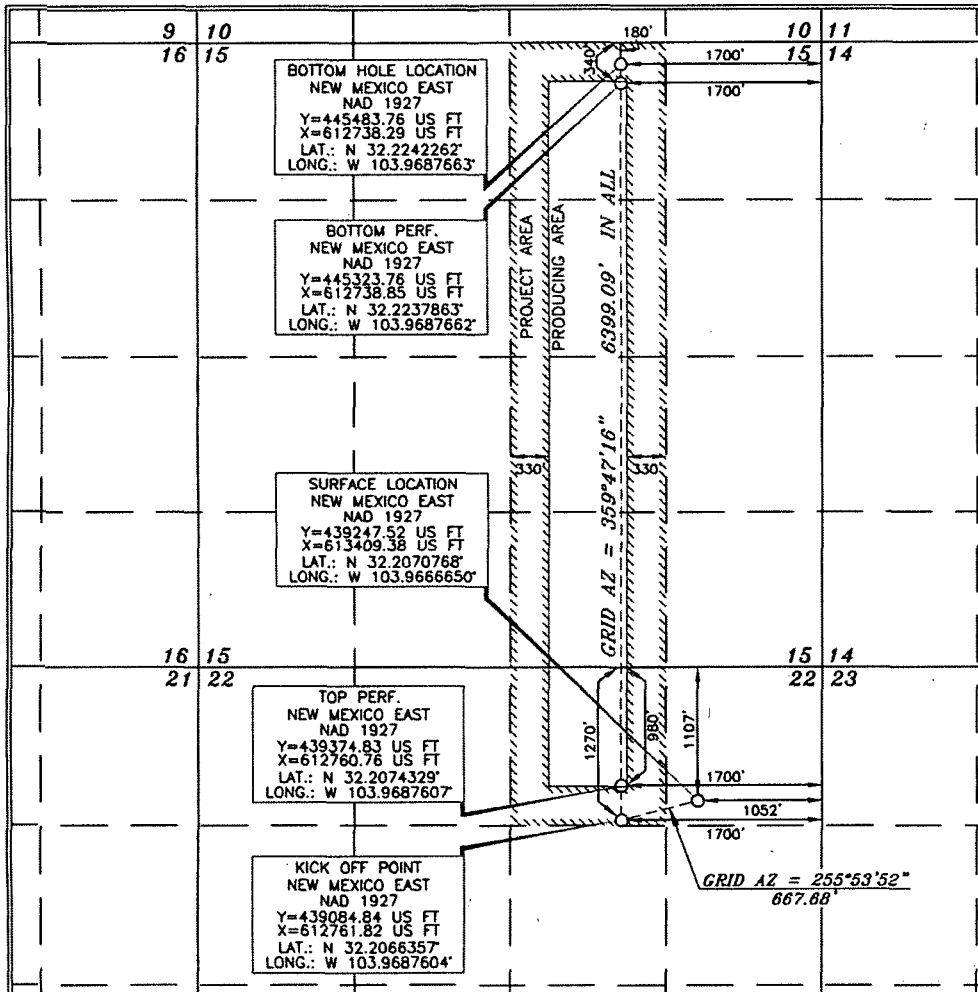 9 10
16 15
10 11
15 14
180'
340'
1700'
1700'
BOTTOM HOLE LOCATION
NEW MEXICO EAST
NAD 1927
Y=445483.76 US FT
X=612738.29 US FT
LAT.: N 32.2242262°
LONG.: W 103.9687663°
BOTTOM PERF.
NEW MEXICO EAST
NAD 1927
Y=445323.76 US FT
X=612738.85 US FT
LAT.: N 32.2237863°
LONG.: W 103.9687662°
PROJECT AREA
PRODUCING AREA
GRID AZ = 359°47'16" 6399.09' IN ALL
330'
330'
SURFACE LOCATION
NEW MEXICO EAST
NAD 1927
Y=439247.52 US FT
X=613409.38 US FT
LAT.: N 32.2070768°
LONG.: W 103.9666650°
16 15
21 22
15 14
22 23
TOP PERF.
NEW MEXICO EAST
NAD 1927
Y=439374.83 US FT
X=612760.76 US FT
LAT.: N 32.2074329°
LONG.: W 103.9687607°
1270'
980'
1107'
1700'
1052'
1700'
KICK OFF POINT
NEW MEXICO EAST
NAD 1927
Y=439084.84 US FT
X=612761.82 US FT
LAT.: N 32.2066357°
LONG.: W 103.9687604°
GRID AZ = 255°53'52"
667.68'